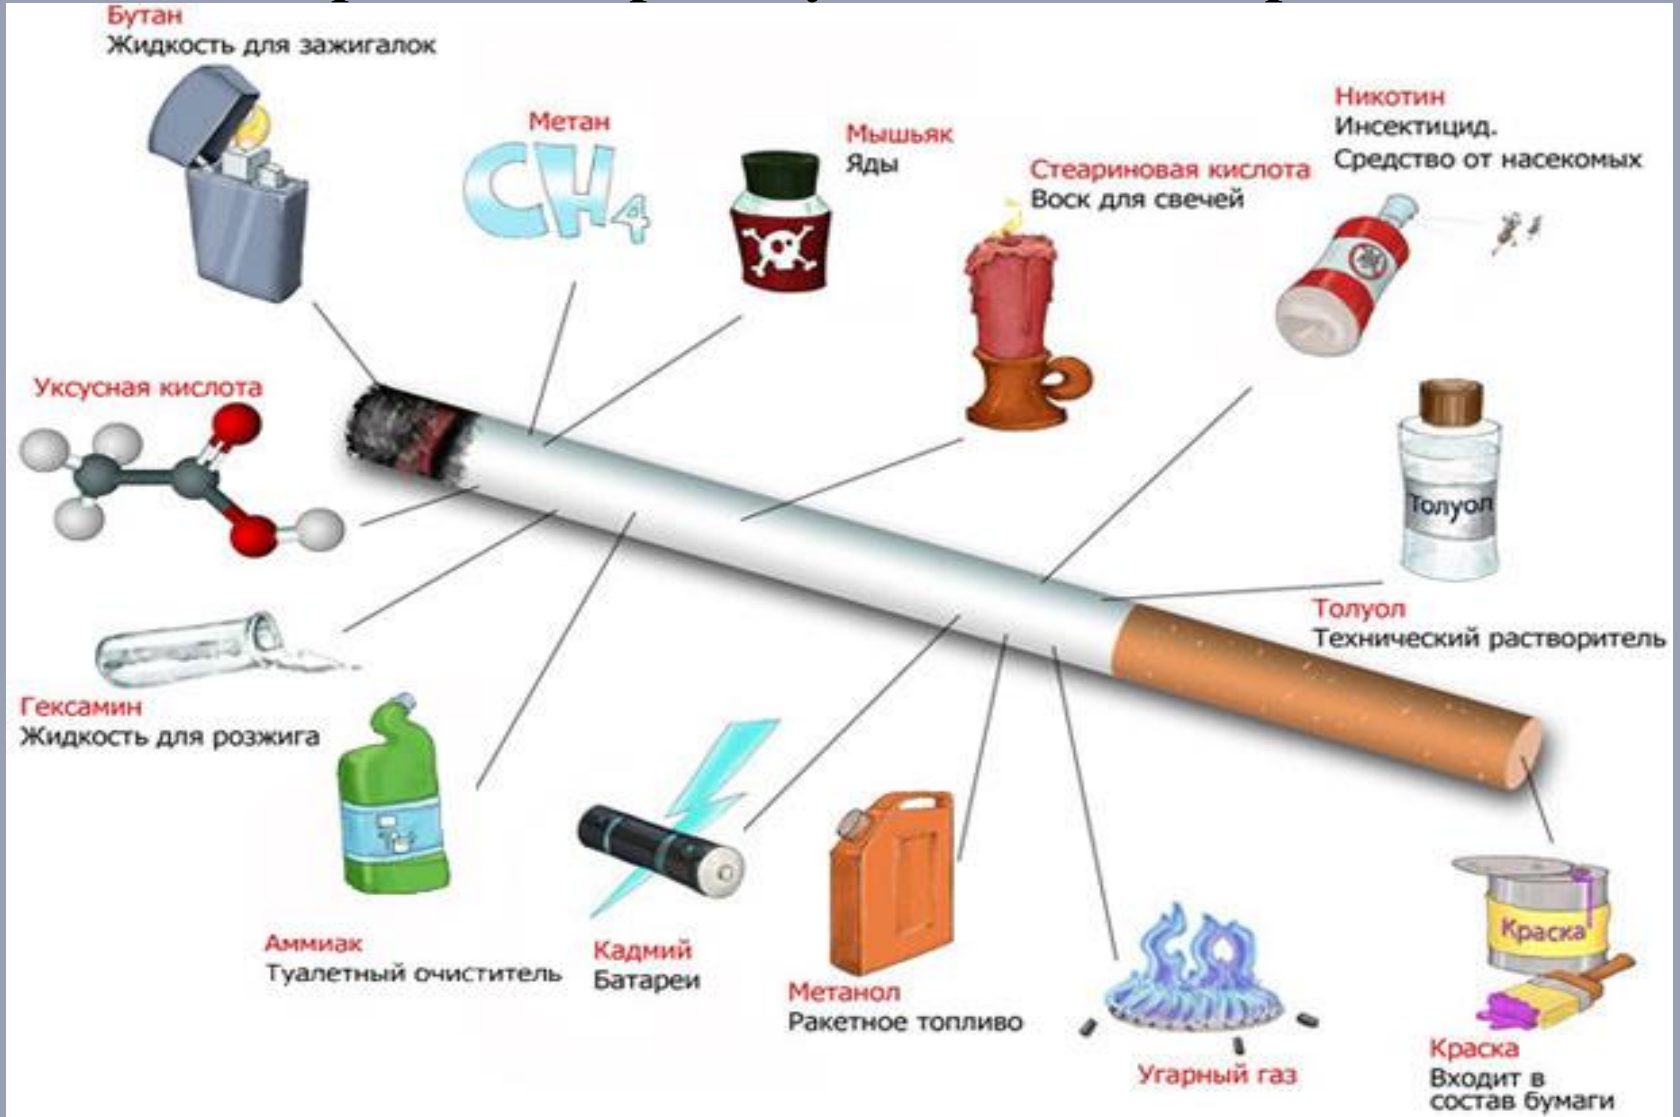 Бутан
Жидкость для зажигалок
Метан
CH4
Мышьяк
Яды
Стеариновая кислота
Воск для свечей
Никотин
Инсектицид.
Средство от насекомых
Уксусная кислота
Толуол
Толуол
Технический растворитель
Гексамин
Жидкость для розжига
Аммиак
Туалетный очиститель
Кадмий
Батареи
Метанол
Ракетное топливо
CO
Угарный газ
Краска
Краска
Входит в
состав бумаги